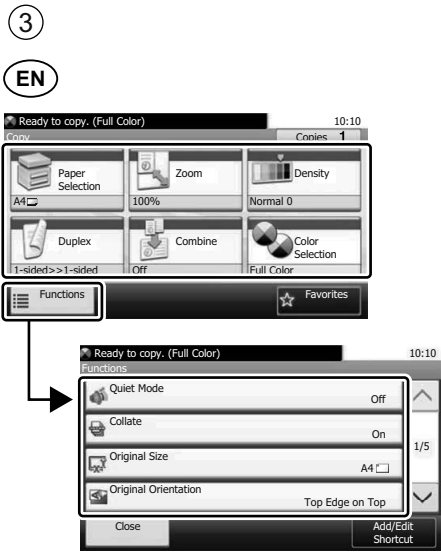 3
EN
Ready to copy. (Full Color) 10:10
Copy Copies 1
Paper Selection
A4
Zoom
100%
Density
Normal 0
Duplex
1-sided>>1-sided
Combine
Off
Color Selection
Full Color
Functions
Favorites
Ready to copy. (Full Color) 10:10
Functions
Quiet Mode
Off
Collate
On
1/5
Original Size
A4
Original Orientation
Top Edge on Top
Close
Add/Edit
Shortcut